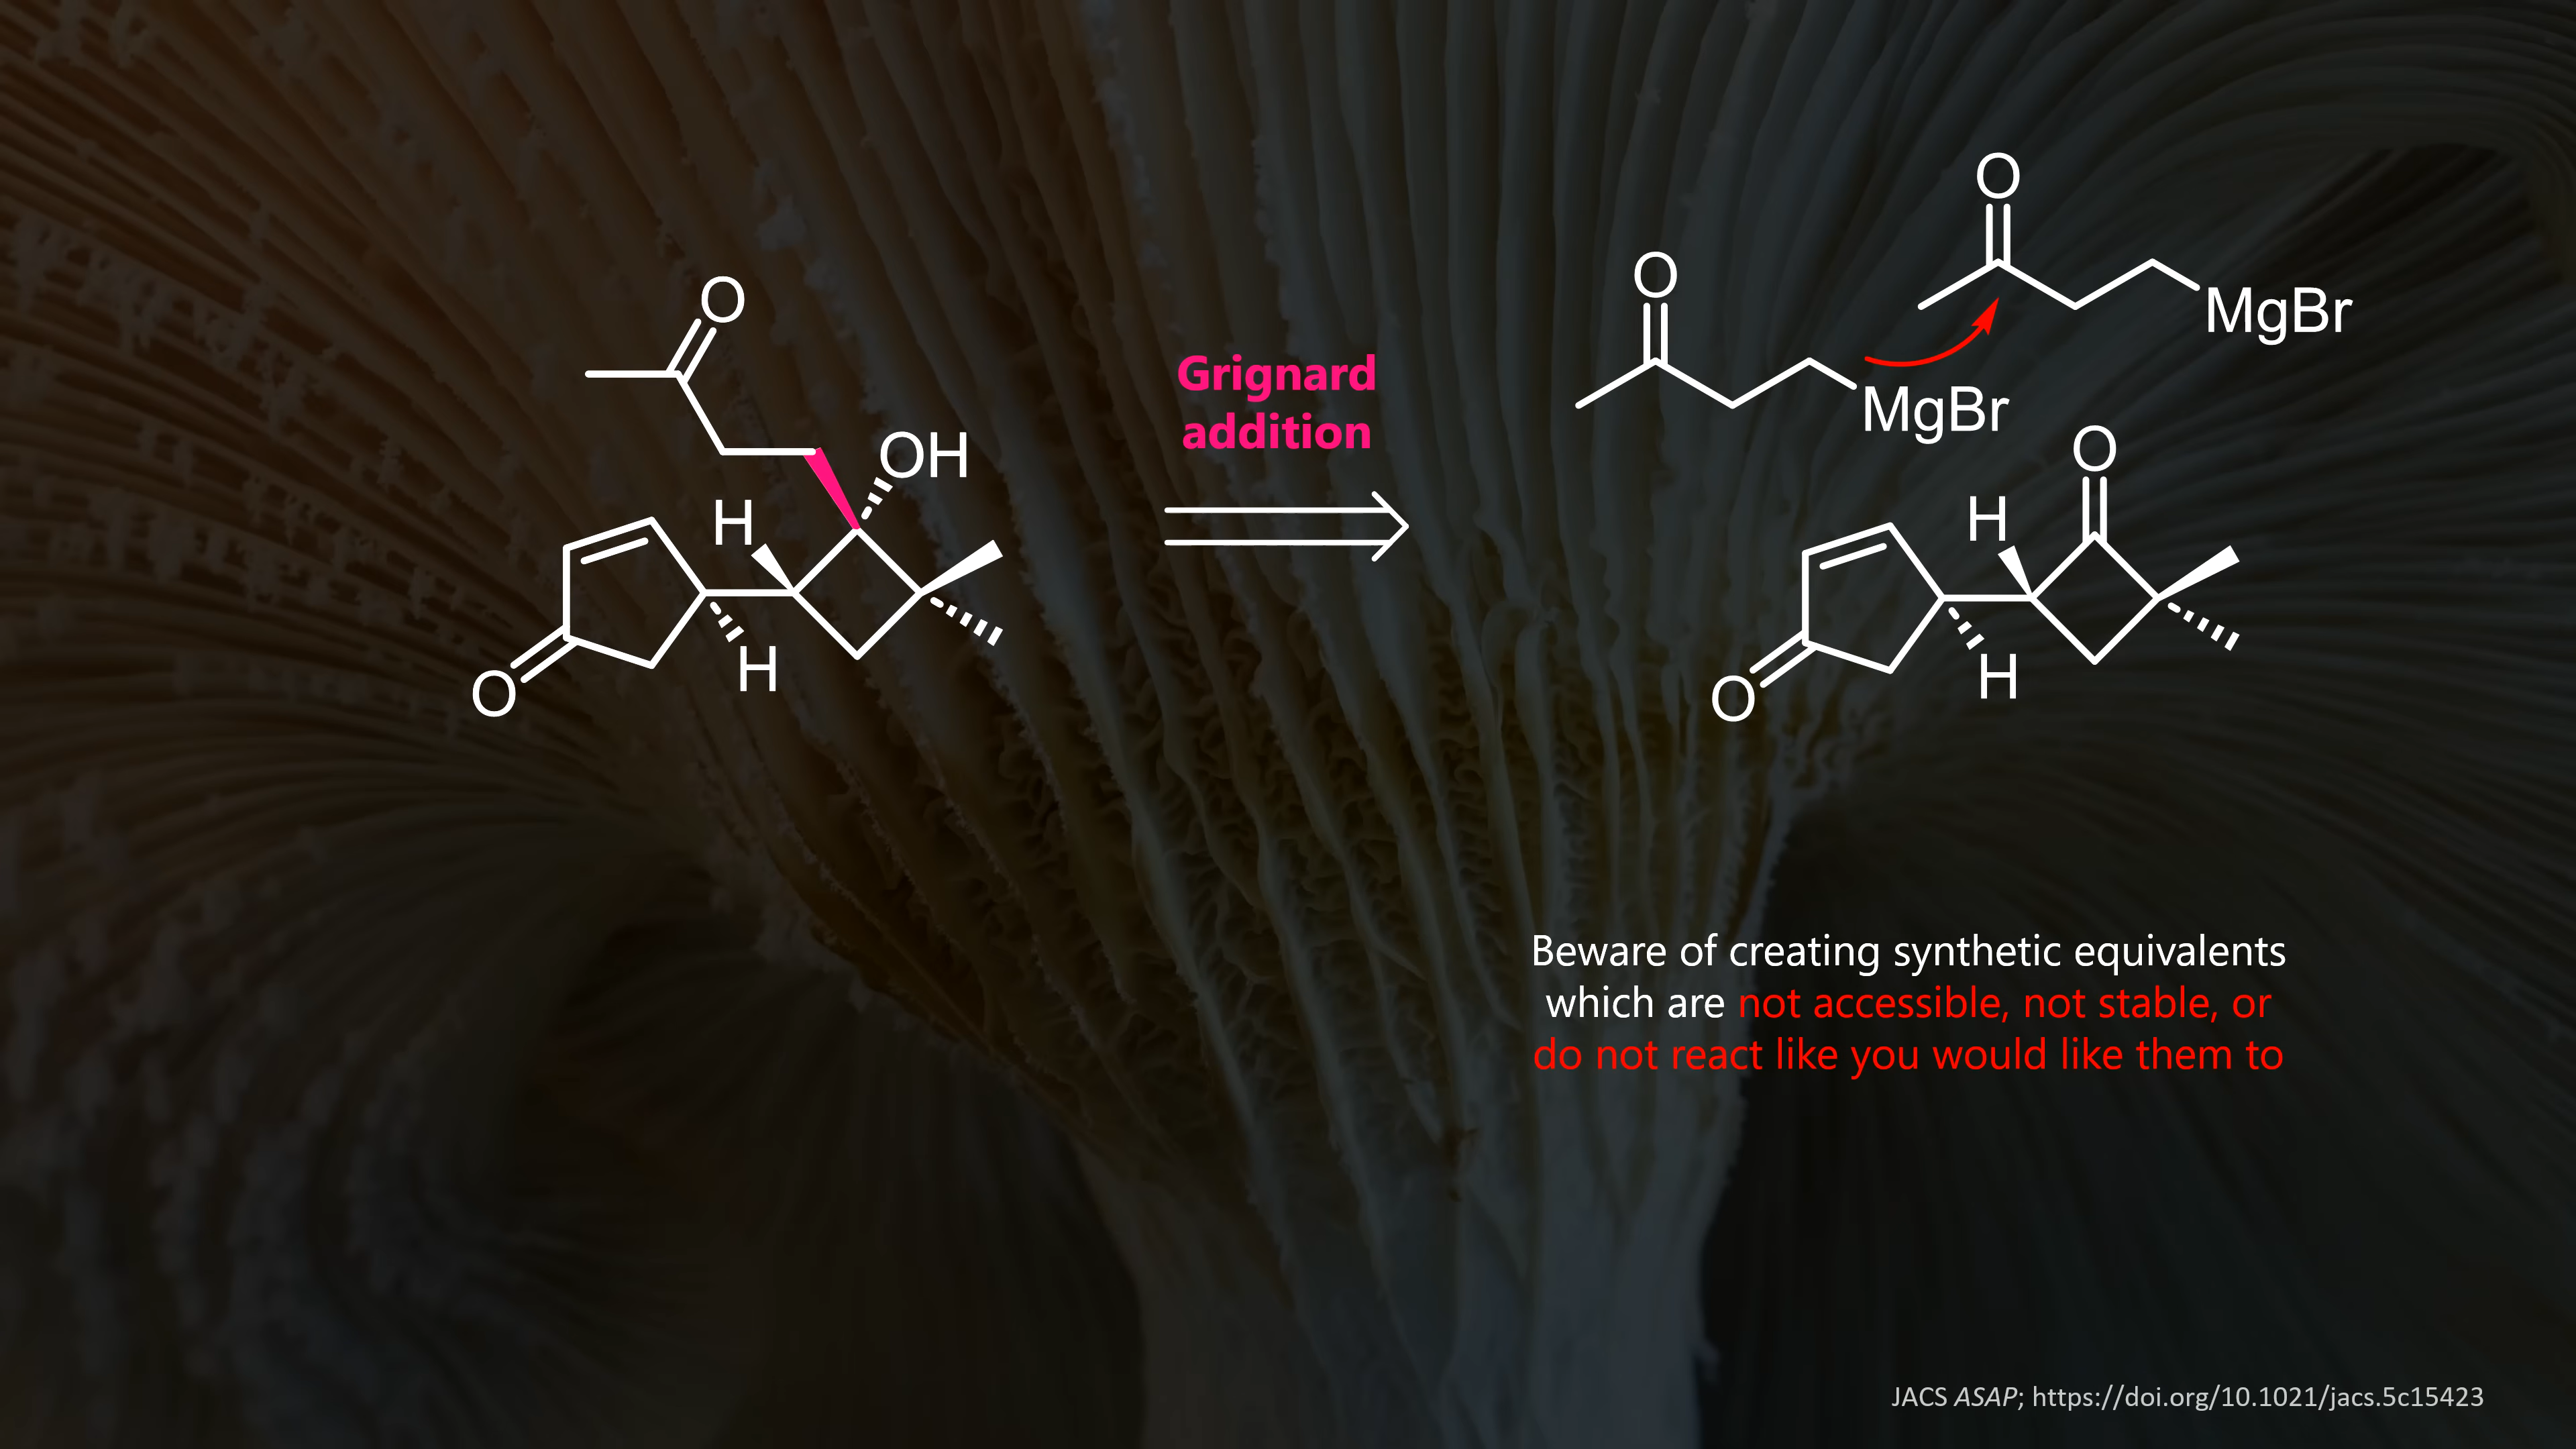 O
OH
H
H
O
Grignard
addition
O
MgBr
O
MgBr
O
H
H
O
Beware of creating synthetic equivalents
which are not accessible, not stable, or
do not react like you would like them to
JACS ASAP; https://doi.org/10.1021/jacs.5c15423